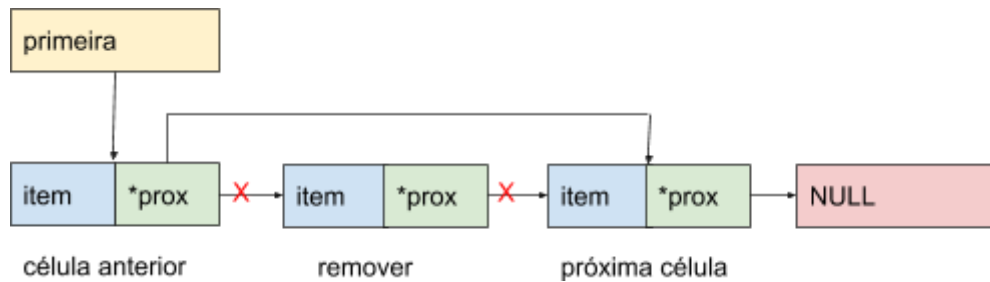 primeira
item *prox X item *prox X item *prox NULL
célula anterior remover próxima célula